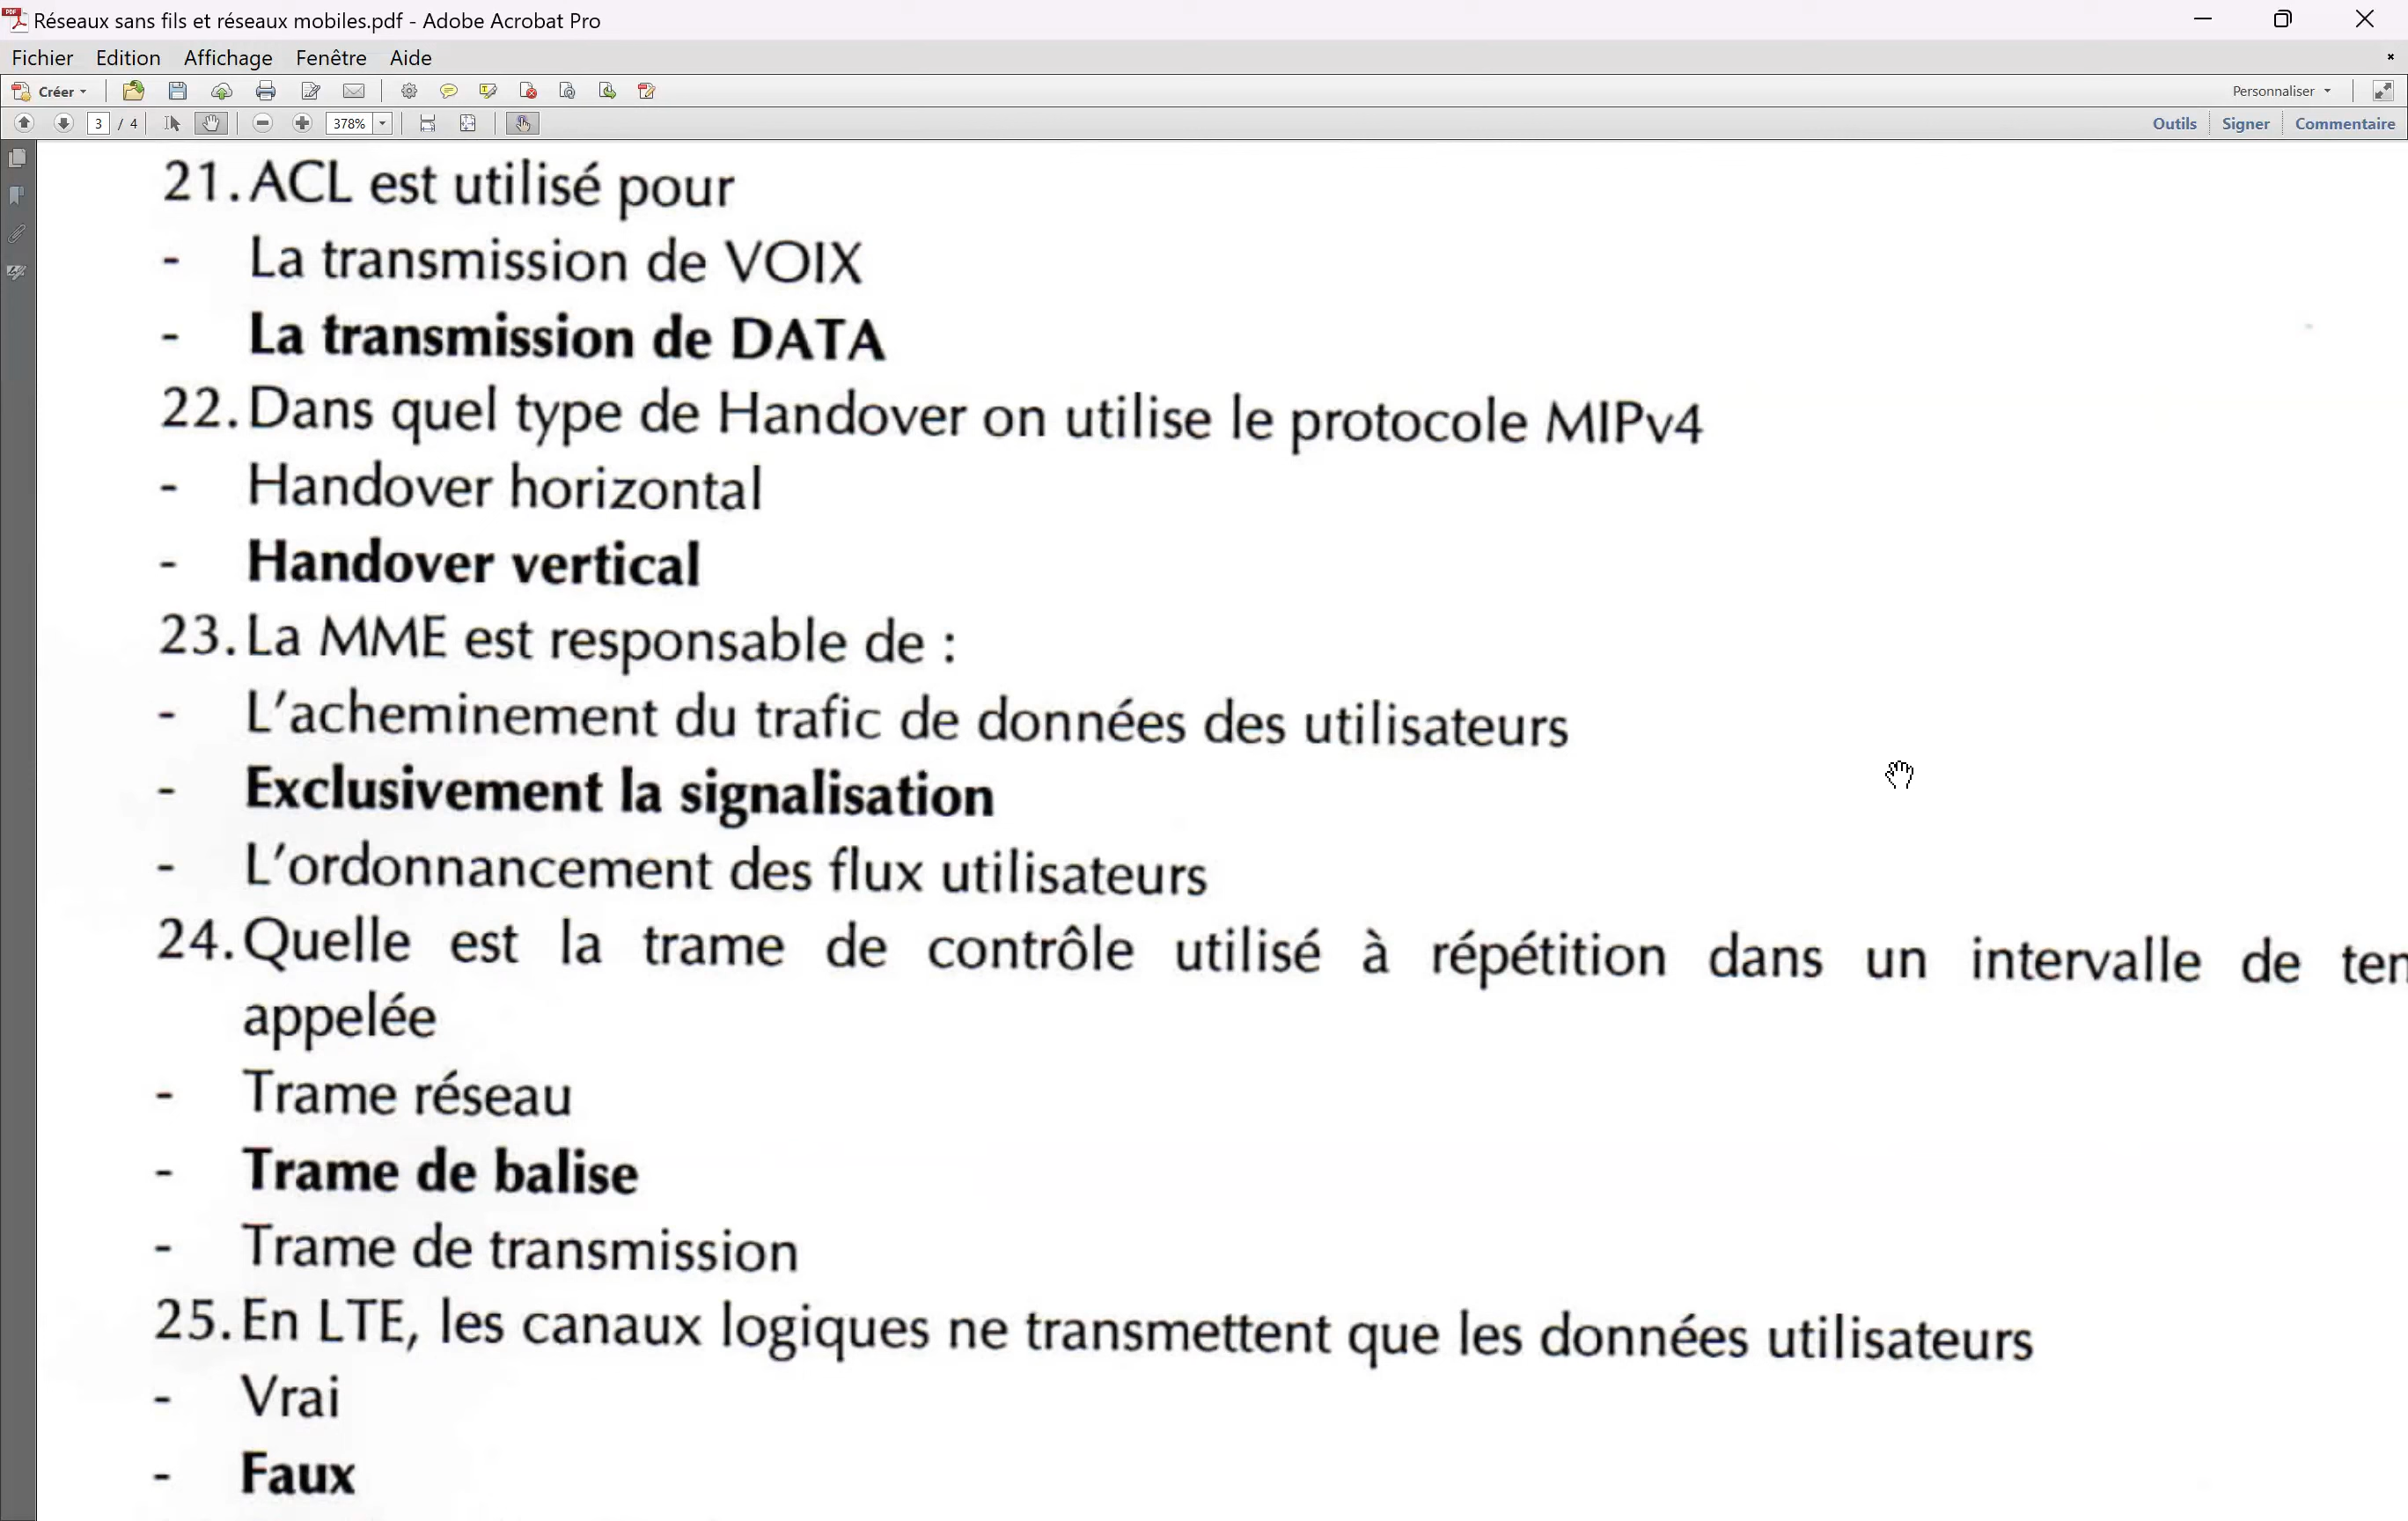 Réseaux sans fils et réseaux mobiles.pdf - Adobe Acrobat Pro
Fichier Edition Affichage Fenêtre Aide
Créer
Personnaliser
3 / 4
378%
Outils Signer Commentaire
21. ACL est utilisé pour
- La transmission de VOIX
- La transmission de DATA
22. Dans quel type de Handover on utilise le protocole MIPv4
- Handover horizontal
- Handover vertical
23. La MME est responsable de :
- L'acheminement du trafic de données des utilisateurs
- Exclusivement la signalisation
- L'ordonnancement des flux utilisateurs
24. Quelle est la trame de contrôle utilisé à répétition dans un intervalle de
appelée
- Trame réseau
- Trame de balise
- Trame de transmission
25. En LTE, les canaux logiques ne transmettent que les données utilisateurs
- Vrai
- Faux